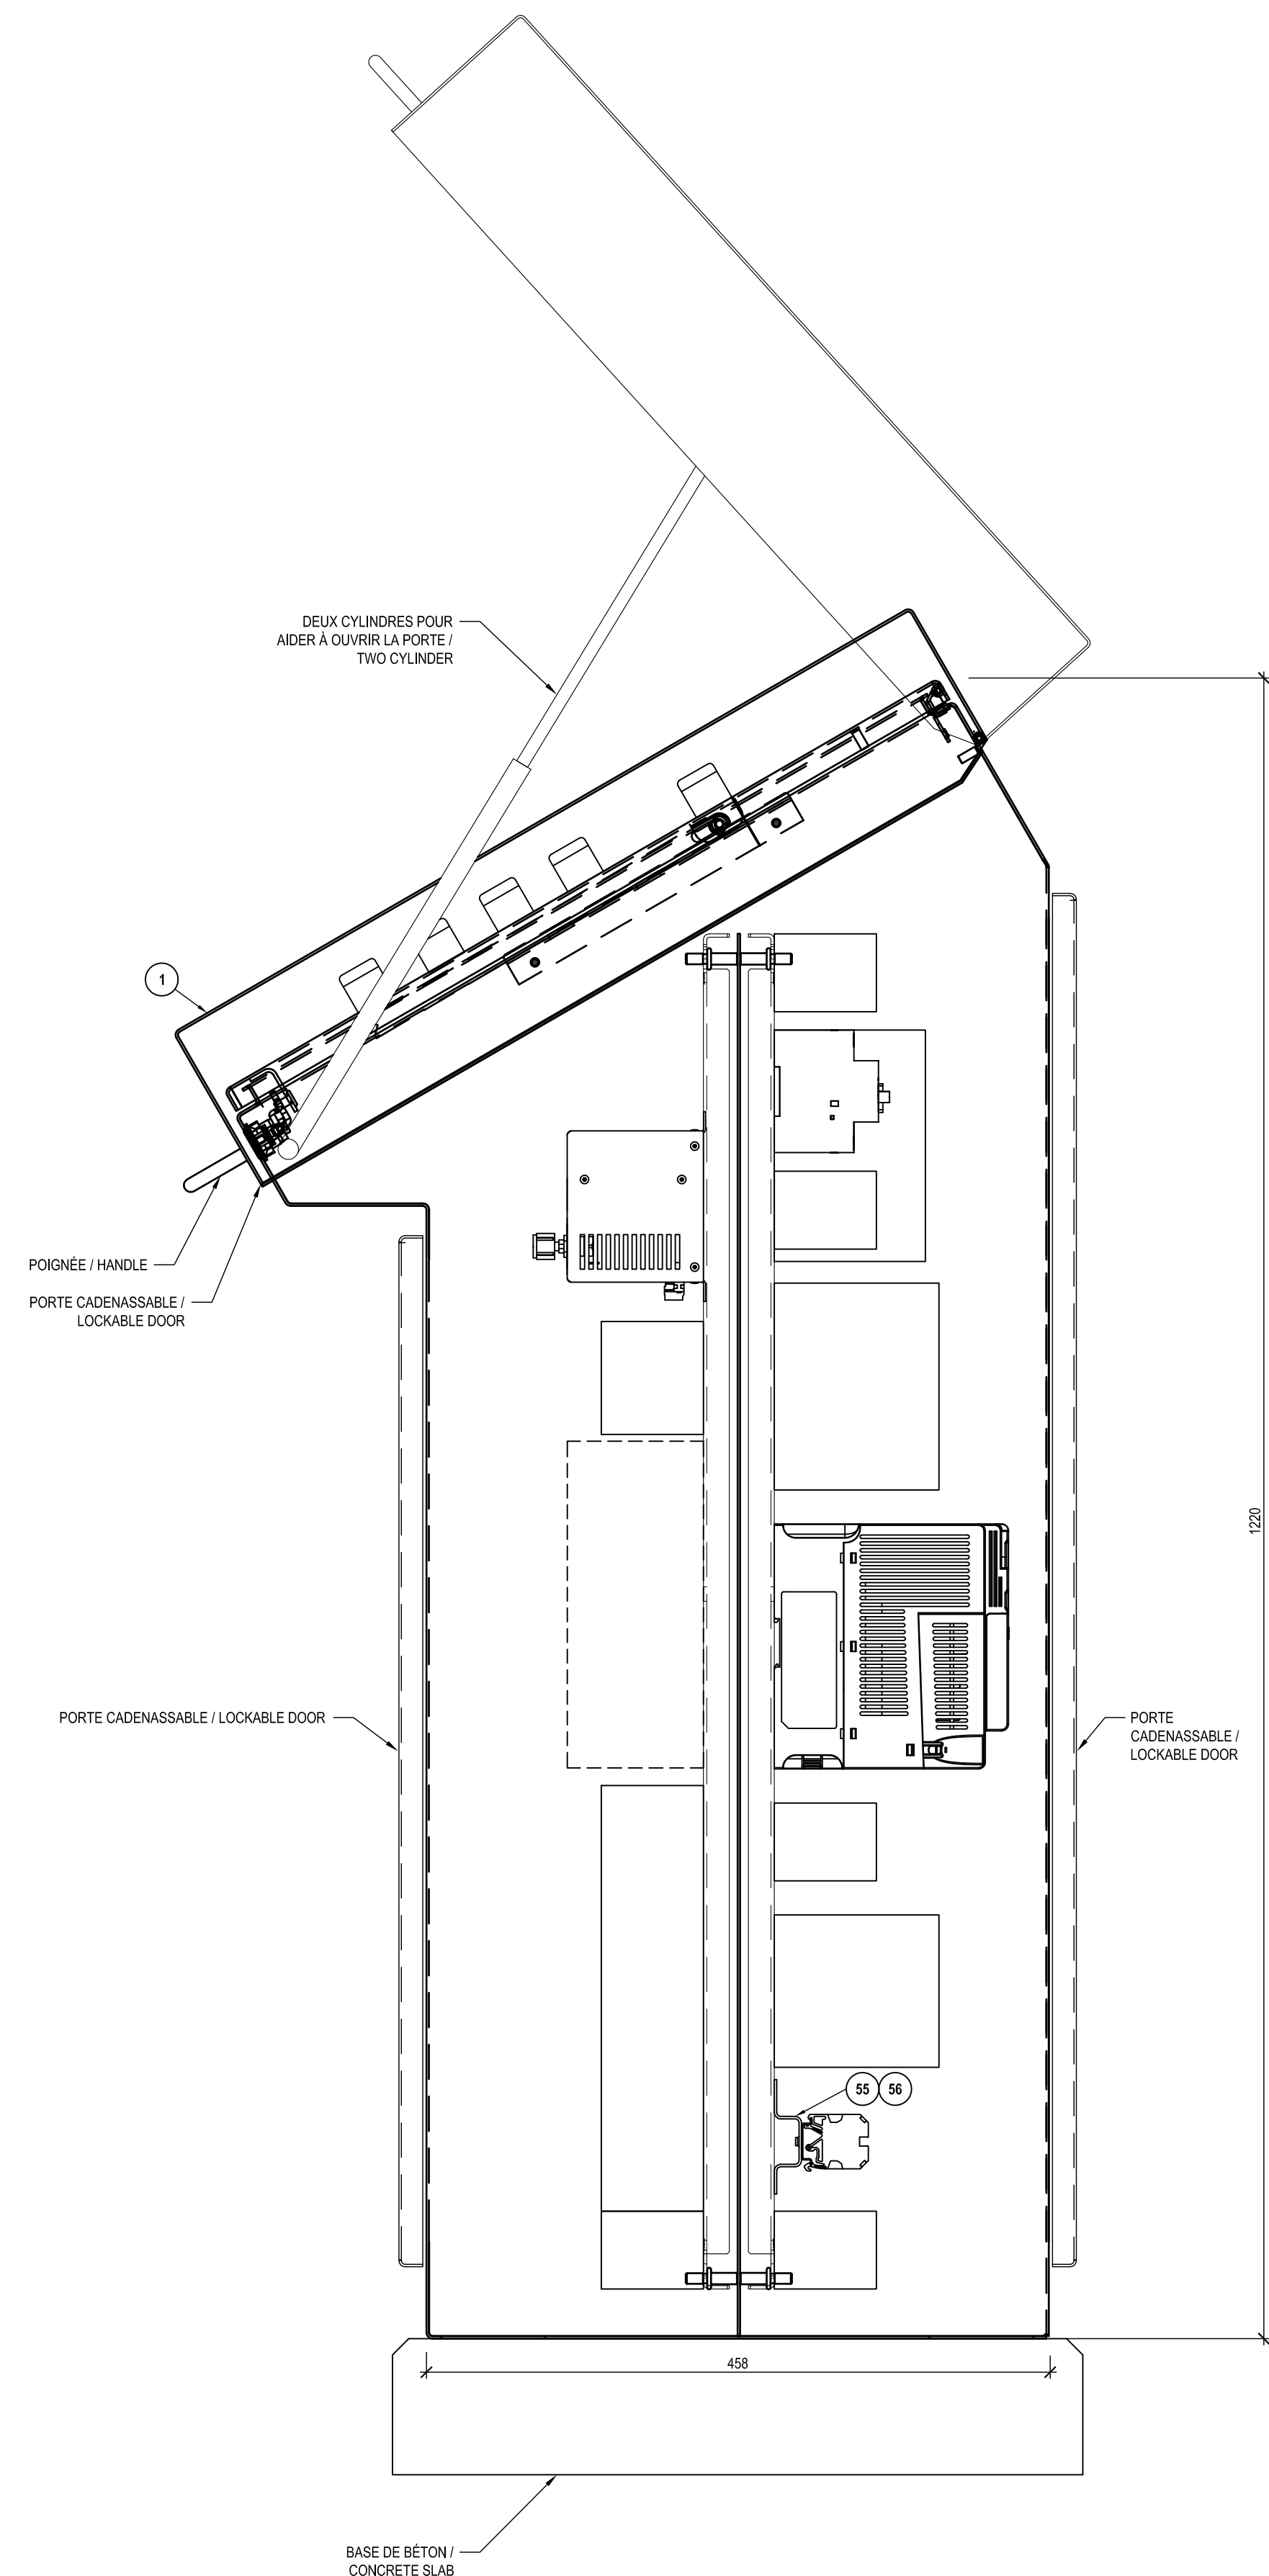 DEUX CYLINDRES POUR
AIDER À OUVRIR LA PORTE /
TWO CYLINDER
1
POIGNÉE / HANDLE
PORTE CADENASSABLE /
LOCKABLE DOOR
1220
PORTE CADENASSABLE / LOCKABLE DOOR
PORTE
CADENASSABLE /
LOCKABLE DOOR
55 56
458
BASE DE BÉTON /
CONCRETE SLAB